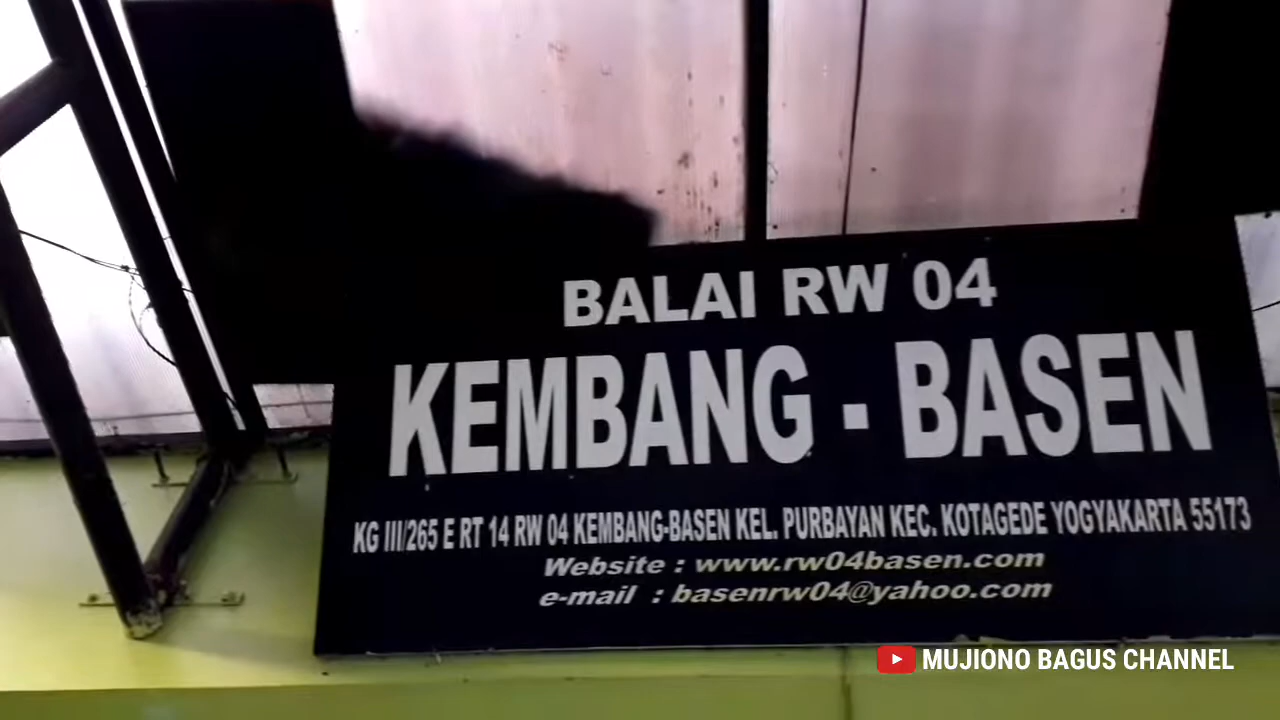 BALAI RW 04
KEMBANG - BASEN
KG III/265 E RT 14 RW 04 KEMBANG-BASEN KEL. PURBAYAN KEC. KOTAGEDE YOGYAKARTA 55173
Website : www.rw04basen.com
e-mail : basenrw04@yahoo.com
MUJIONO BAGUS CHANNEL